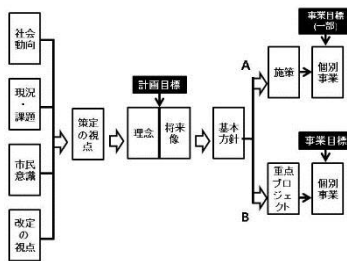 社会
動向
現況・
課題
市民
意識
改定の
視点
策定の視点
計画目標
理念
将来像
基本
方針
A
事業目標
(一部)
施策
個別
事業
事業目標
重点
プロ
ジェ
クト
個別
事業
B